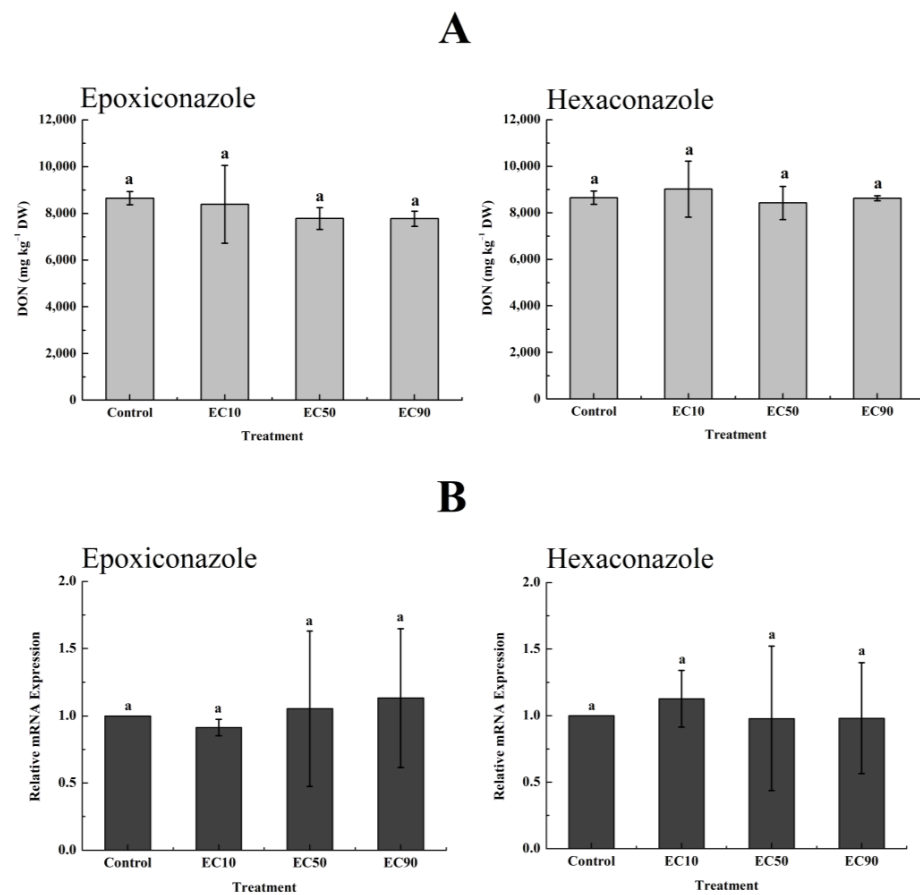 A
Epoxiconazole
12,000
10,000
8,000
6,000
4,000
2,000
0
DON (mg kg⁻¹ DW)
a
a
a
a
Control EC10 EC50 EC90
Treatment
Hexaconazole
12,000
10,000
8,000
6,000
4,000
2,000
0
DON (mg kg⁻¹ DW)
a
a
a
a
Control EC10 EC50 EC90
Treatment
B
Epoxiconazole
2.0
1.5
1.0
0.5
0.0
Relative mRNA Expression
a
a
a
a
Control EC10 EC50 EC90
Treatment
Hexaconazole
2.0
1.5
1.0
0.5
0.0
Relative mRNA Expression
a
a
a
a
Control EC10 EC50 EC90
Treatment